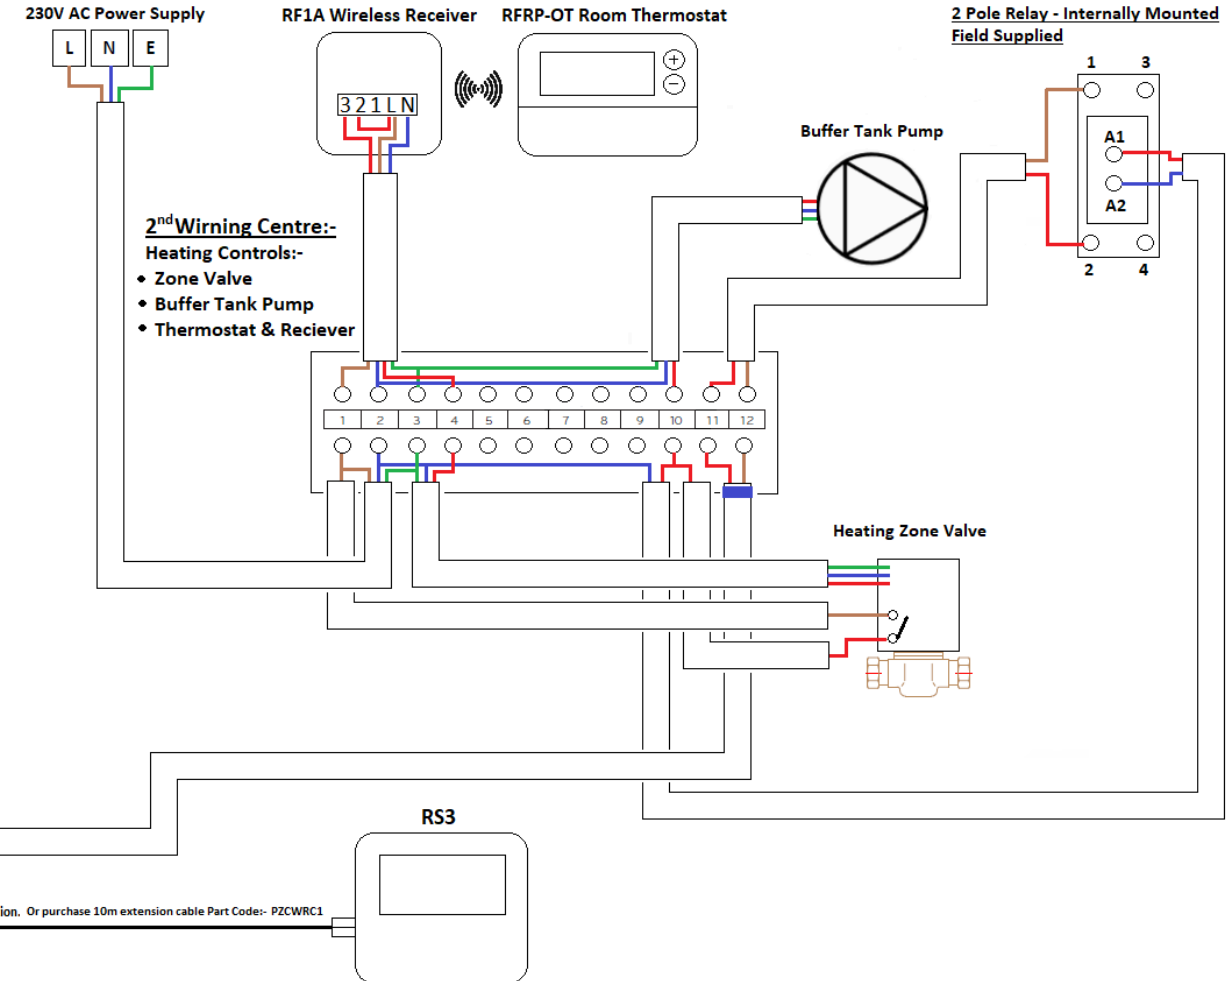 230V AC Power Supply
L N E
RF1A Wireless Receiver
3 2 1 L N
RFRP-OT Room Thermostat
+
−
2 Pole Relay - Internally Mounted
Field Supplied
1 3
A1
A2
2 4
Buffer Tank Pump
2nd Wirning Centre:-
Heating Controls:-
• Zone Valve
• Buffer Tank Pump
• Thermostat & Reciever
1 2 3 4 5 6 7 8 9 10 11 12
Heating Zone Valve
RS3
ion. Or purchase 10m extension cable Part Code:- PZCWRC1